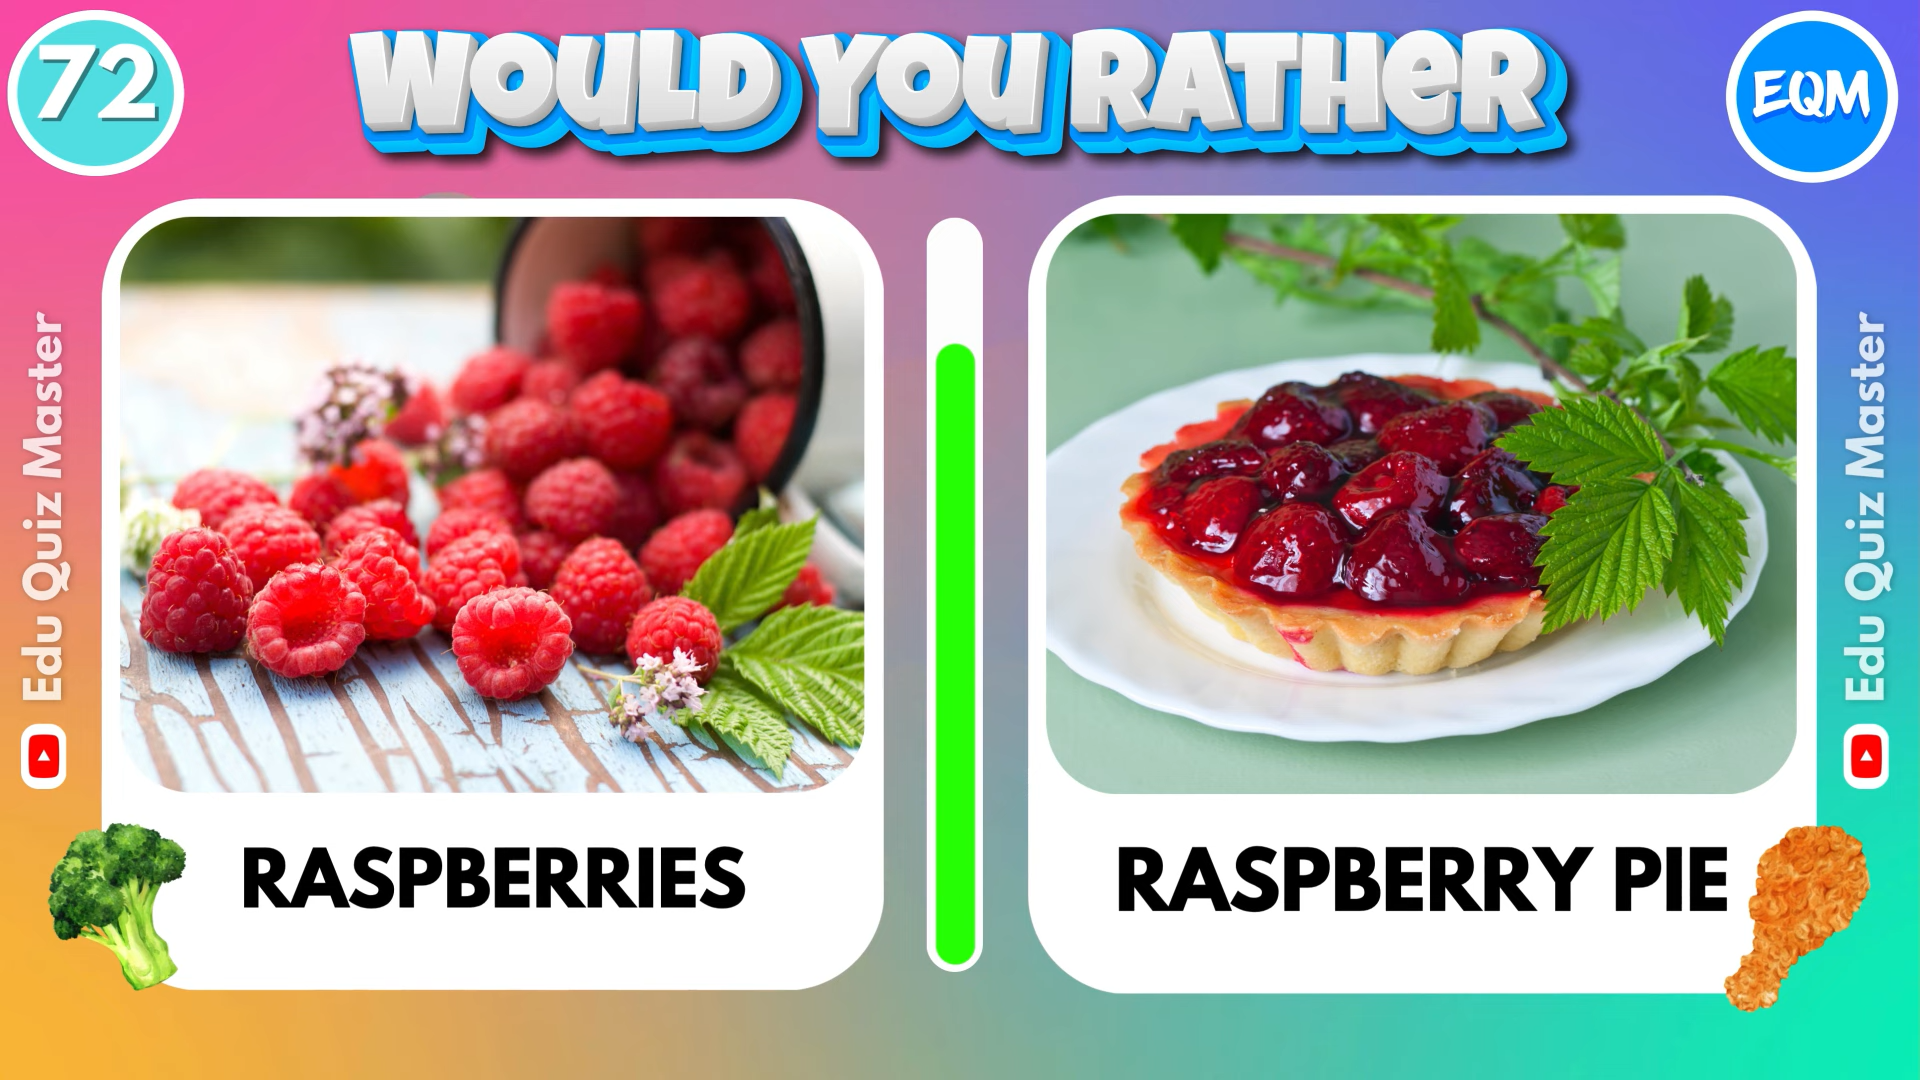 72
WOULD YOU RATHER
EQM
Edu Quiz Master
Edu Quiz Master
RASPBERRIES
RASPBERRY PIE